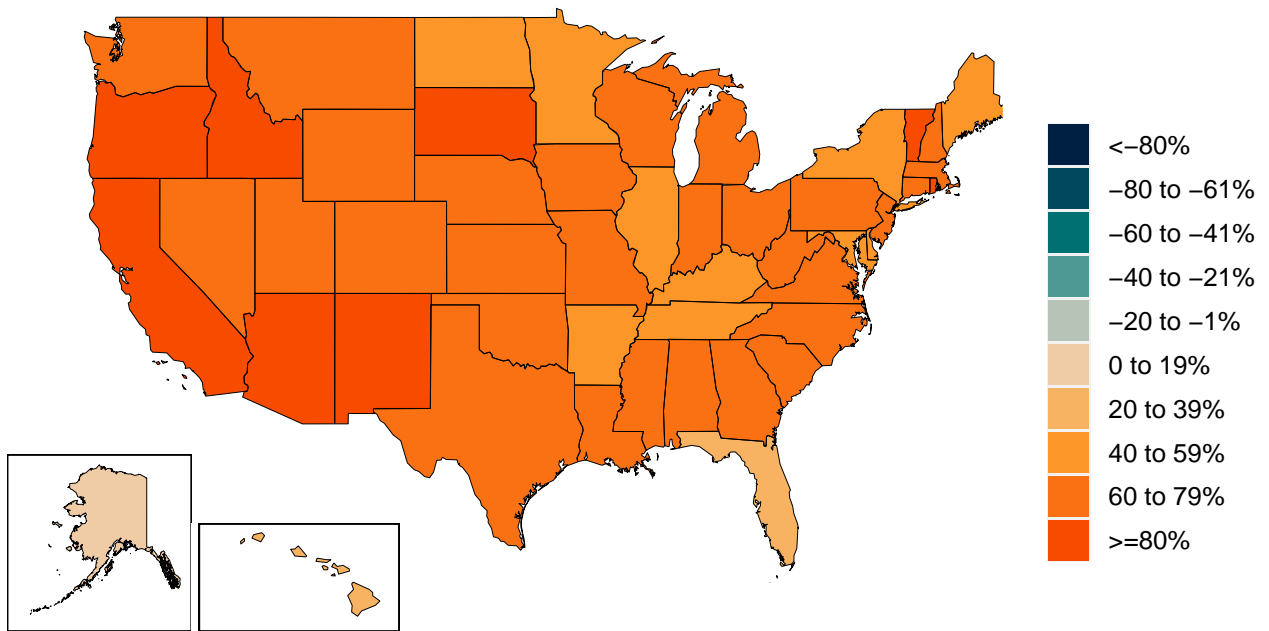 <−80%
−80 to −61%
−60 to −41%
−40 to −21%
−20 to −1%
0 to 19%
20 to 39%
40 to 59%
60 to 79%
>=80%